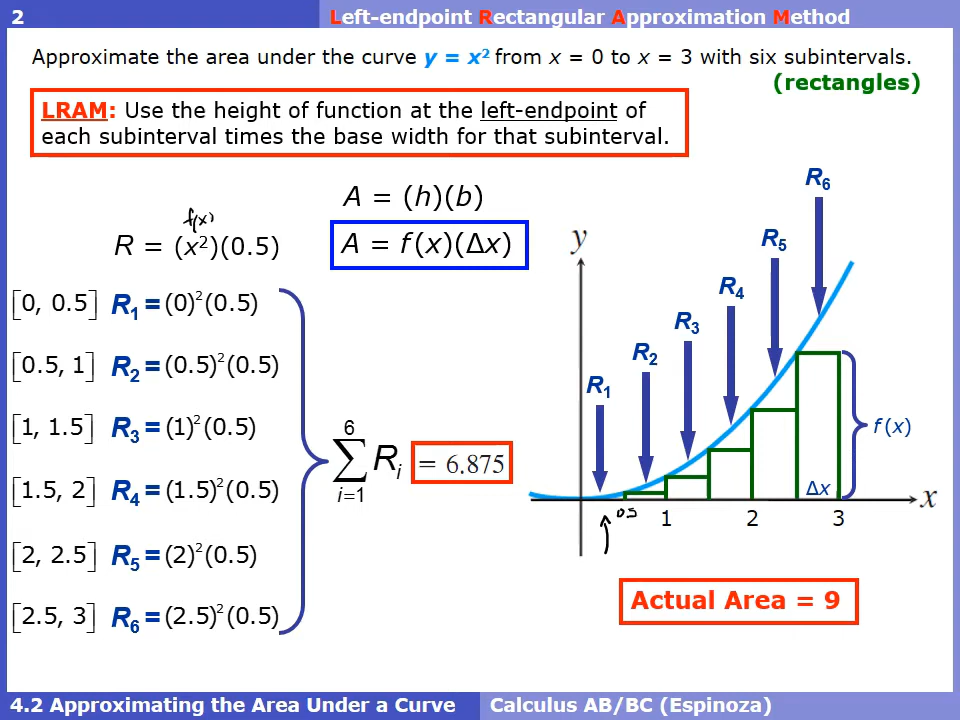 2
Left-endpoint Rectangular Approximation Method
Approximate the area under the curve y = x² from x = 0 to x = 3 with six subintervals.
(rectangles)
LRAM: Use the height of function at the left-endpoint of
each subinterval times the base width for that subinterval.
A = (h)(b)
A = f(x)(Δx)
f(x)
R = (x²)(0.5)
[0, 0.5] R₁ = (0)²(0.5)
[0.5, 1] R₂ = (0.5)²(0.5)
[1, 1.5] R₃ = (1)²(0.5)
[1.5, 2] R₄ = (1.5)²(0.5)
[2, 2.5] R₅ = (2)²(0.5)
[2.5, 3] R₆ = (2.5)²(0.5)
6
∑ Rᵢ = 6.875
i=1
y
R₁
R₂
R₃
R₄
R₅
R₆
f(x)
Δx
x
0.5
1
2
3
Actual Area = 9
4.2 Approximating the Area Under a Curve
Calculus AB/BC (Espinoza)